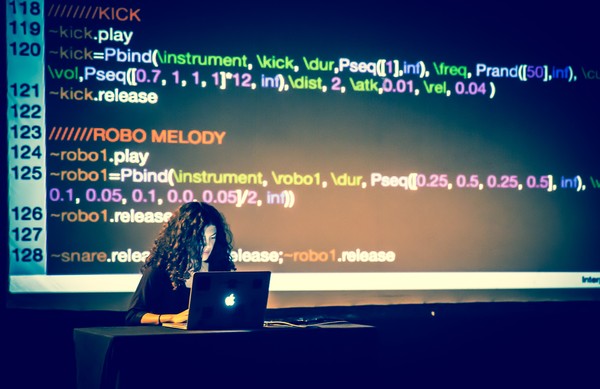 118 ////////KICK
119 ~kick.play
120 ~kick=Pbind(\instrument, \kick, \dur,Pseq([1],inf), \freq, Prand([50],inf), \cu
\vol,Pseq([0.7, 1, 1, 1]*12, inf),\dist, 2, \atk,0.01, \rel, 0.04 )
121 ~kick.release
122
123 ///////ROBO MELODY
124 ~robo1.play
125 ~robo1=Pbind(\instrument, \robo1, \dur, Pseq([0.25, 0.5, 0.25, 0.5], inf),
0.1, 0.05, 0.1, 0.0, 0.05]/2, inf))
126 ~robo1.release
127
128 ~snare.relea elease;~robo1.release
Inter